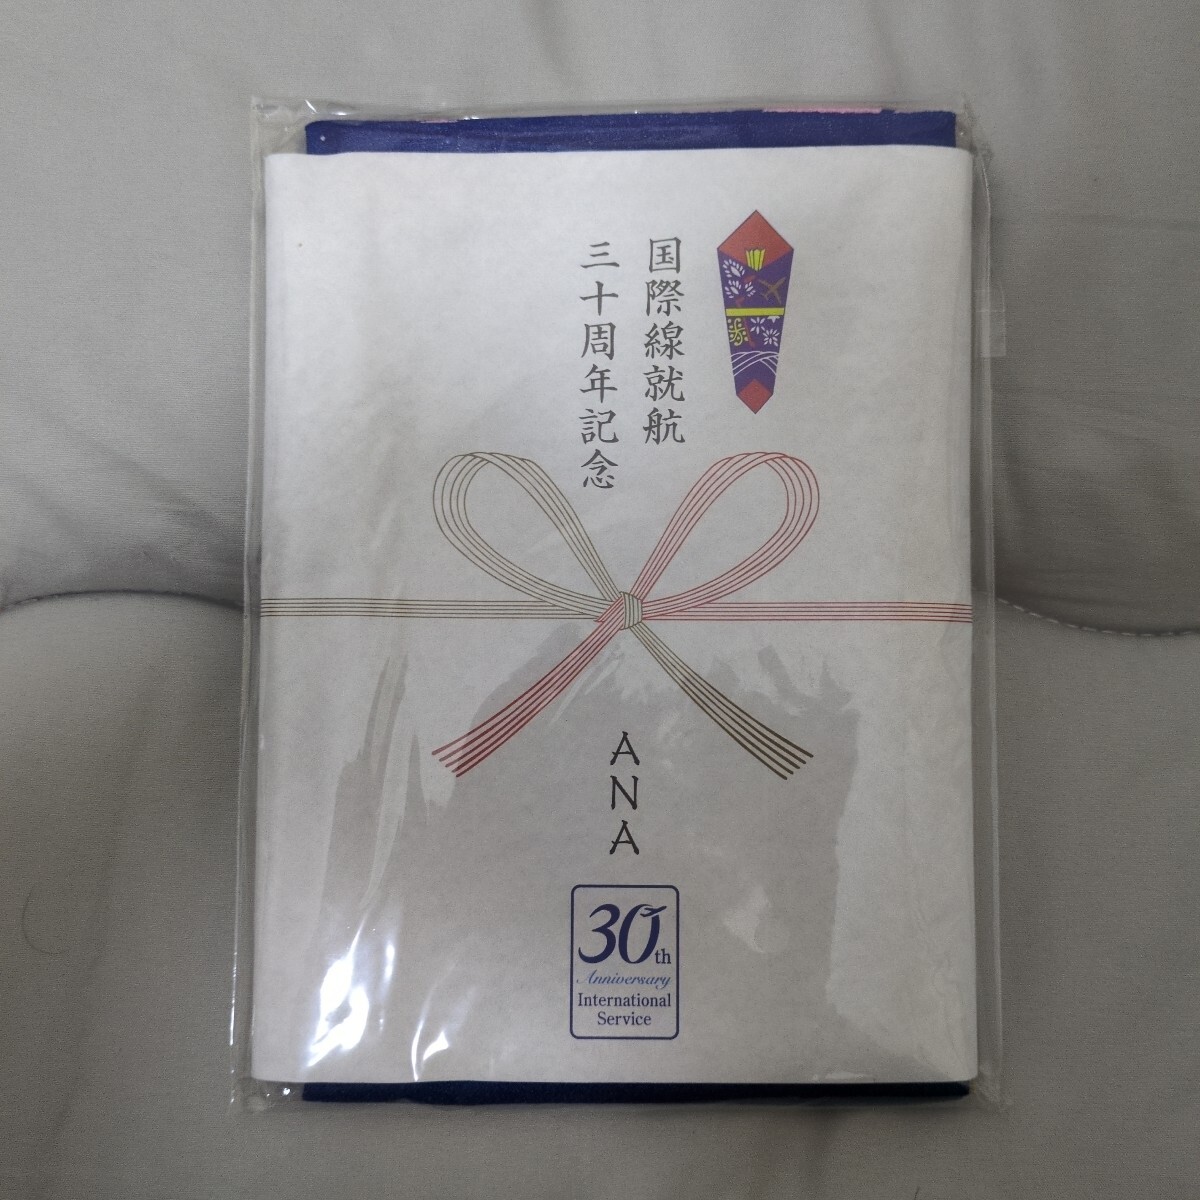 国際線就航
三十周年記念
ANA
30th
Anniversary
International
Service